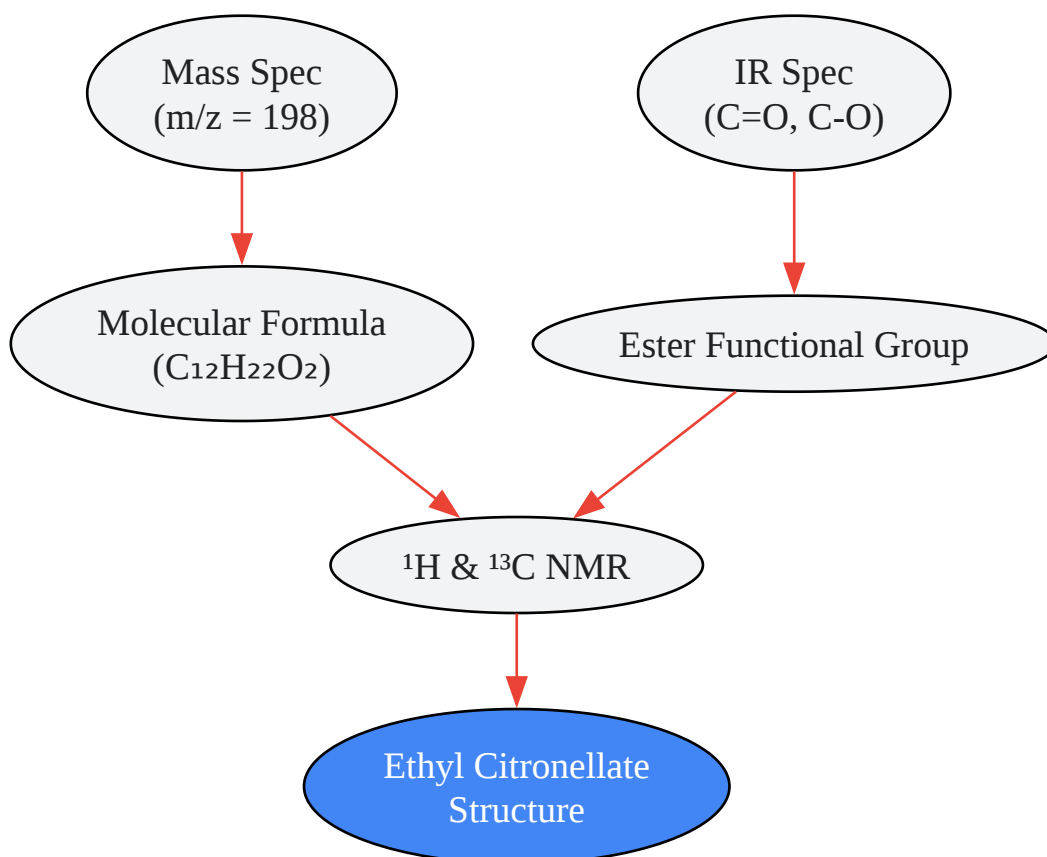 Mass Spec
(m/z = 198)
IR Spec
(C=O, C-O)
Molecular Formula
(C₁₂H₂₂O₂)
Ester Functional Group
¹H & ¹³C NMR
Ethyl Citronellate
Structure